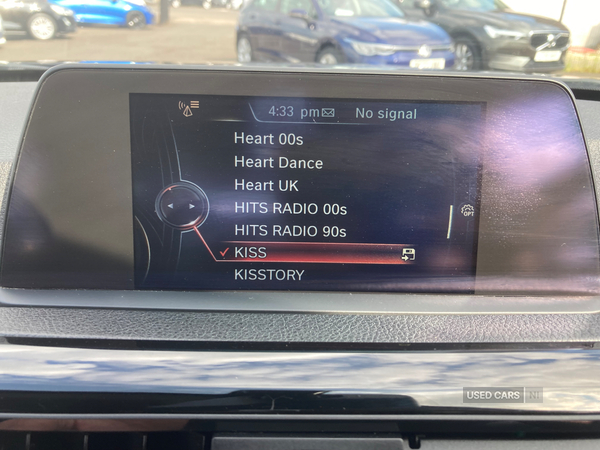 4:33 pm No signal
Heart 00s
Heart Dance
Heart UK
HITS RADIO 00s
HITS RADIO 90s
KISS
KISSTORY
OPT
USED CARS NI